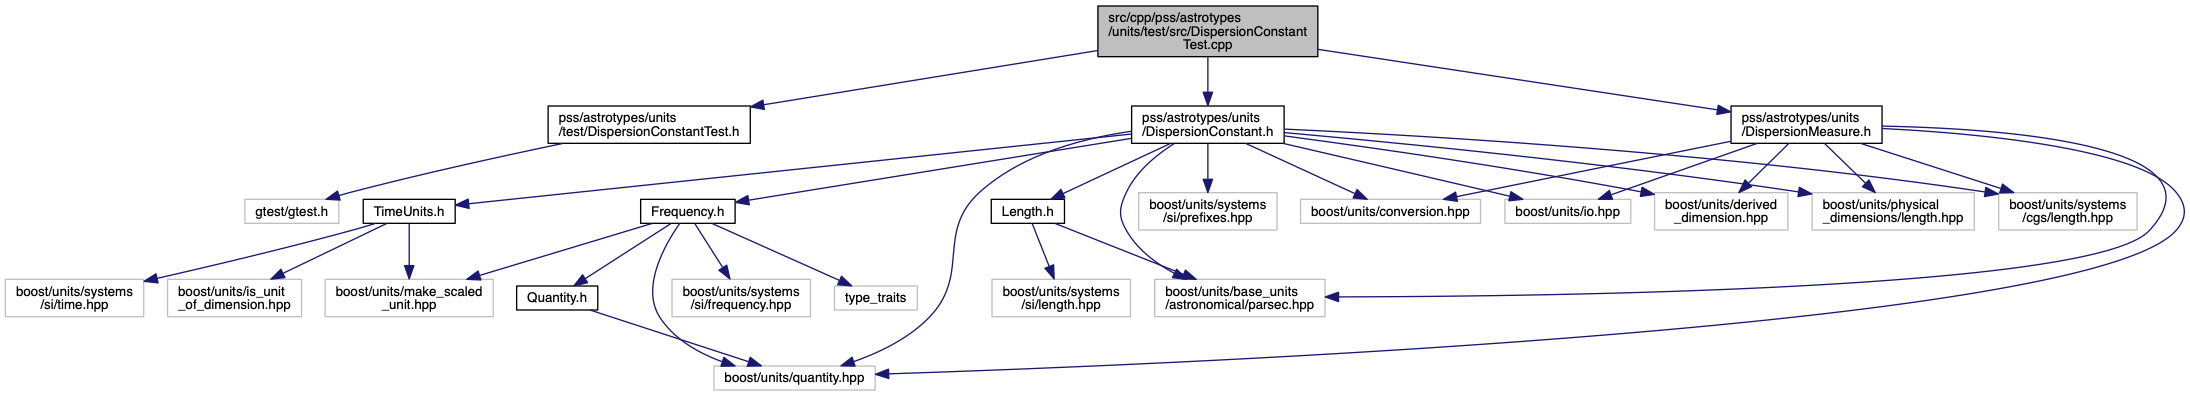 src/cpp/pss/astrotypes
/units/test/src/DispersionConstant
Test.cpp
pss/astrotypes/units
/test/DispersionConstantTest.h
pss/astrotypes/units
/DispersionConstant.h
pss/astrotypes/units
/DispersionMeasure.h
gtest/gtest.h
TimeUnits.h
Frequency.h
Length.h
boost/units/systems
/si/prefixes.hpp
boost/units/conversion.hpp
boost/units/io.hpp
boost/units/derived
_dimension.hpp
boost/units/physical
_dimensions/length.hpp
boost/units/systems
/cgs/length.hpp
boost/units/systems
/si/time.hpp
boost/units/is_unit
_of_dimension.hpp
boost/units/make_scaled
_unit.hpp
Quantity.h
boost/units/systems
/si/frequency.hpp
type_traits
boost/units/systems
/si/length.hpp
boost/units/base_units
/astronomical/parsec.hpp
boost/units/quantity.hpp